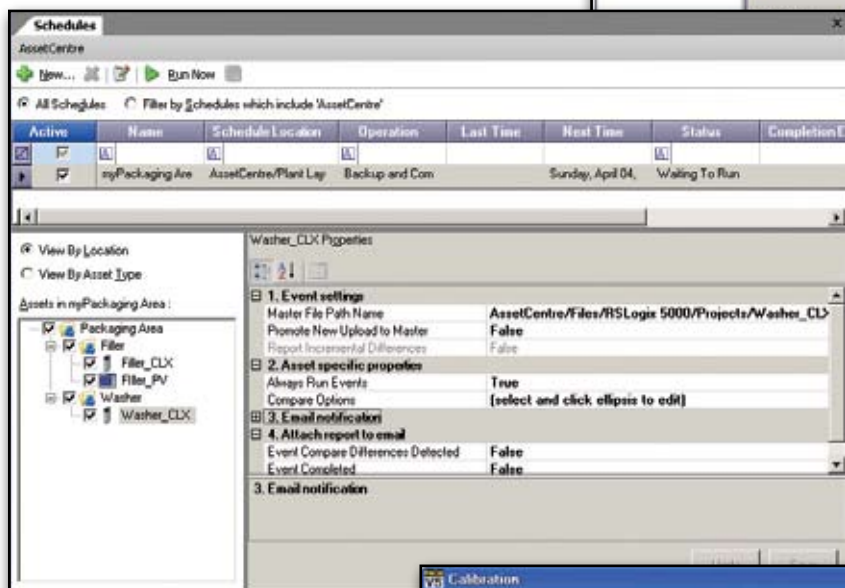 Schedules
AssetCentre
New... Run Now
All Schedules Filter by Schedules which include 'AssetCentre'
Active Name Schedule Location Operation Last Time Next Time Status Completion
myPackaging Are AssetCentre/Plant Lay Backup and Com Sunday, April 04, Waiting To Run
View By Location
View By Asset Type
Assets in myPackaging Area :
Packaging Area
Filler
Filler_CLX
Filler_PV
Washer
Washer_CLX
Washer_CLX Properties
1. Event settings
Master File Path Name AssetCentre/Files/RSLogix 5000/Projects/Washer_CL
Promote New Upload to Master False
Report Incremental Differences False
2. Asset specific properties
Always Run Events True
Compare Options (select and click ellipsis to edit)
3. Email notification
4. Attach report to email
Event Compare Differences Detected False
Event Completed False
3. Email notification
Calibration